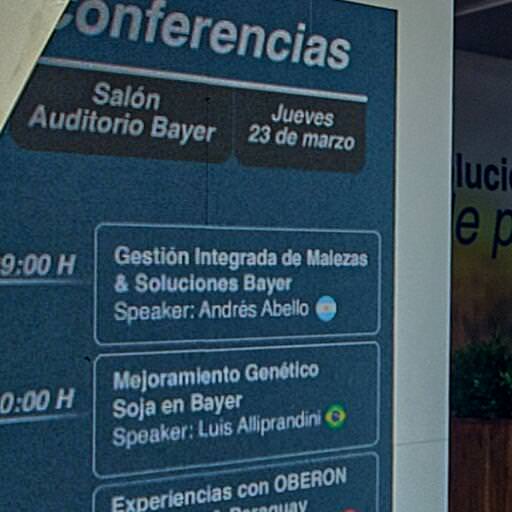 Conferencias
Salón
Auditorio Bayer
Jueves
23 de marzo
9:00 H
Gestión Integrada de Malezas
& Soluciones Bayer
Speaker: Andrés Abello
0:00 H
Mejoramiento Genético
Soja en Bayer
Speaker: Luis Alliprandini
Experiencias con OBERON
Paraguay